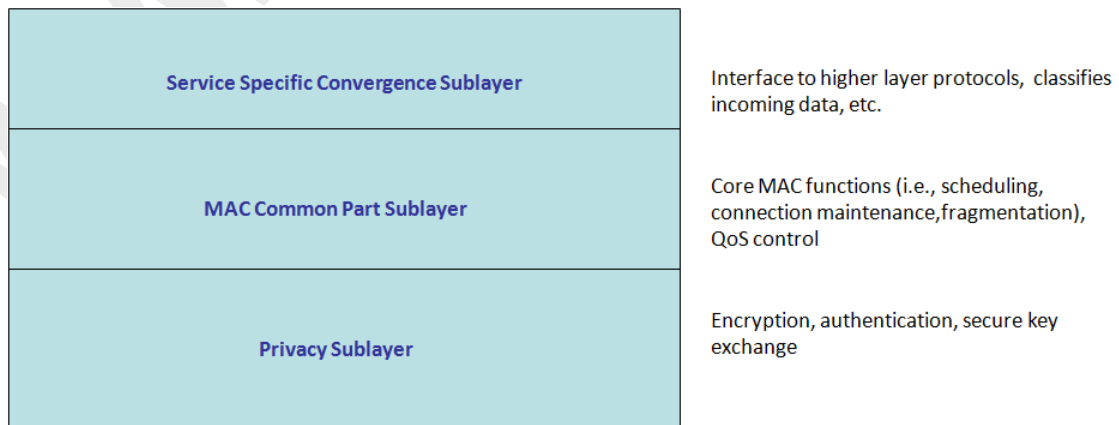 Service Specific Convergence Sublayer
Interface to higher layer protocols, classifies
incoming data, etc.
MAC Common Part Sublayer
Core MAC functions (i.e., scheduling,
connection maintenance,fragmentation),
QoS control
Privacy Sublayer
Encryption, authentication, secure key
exchange